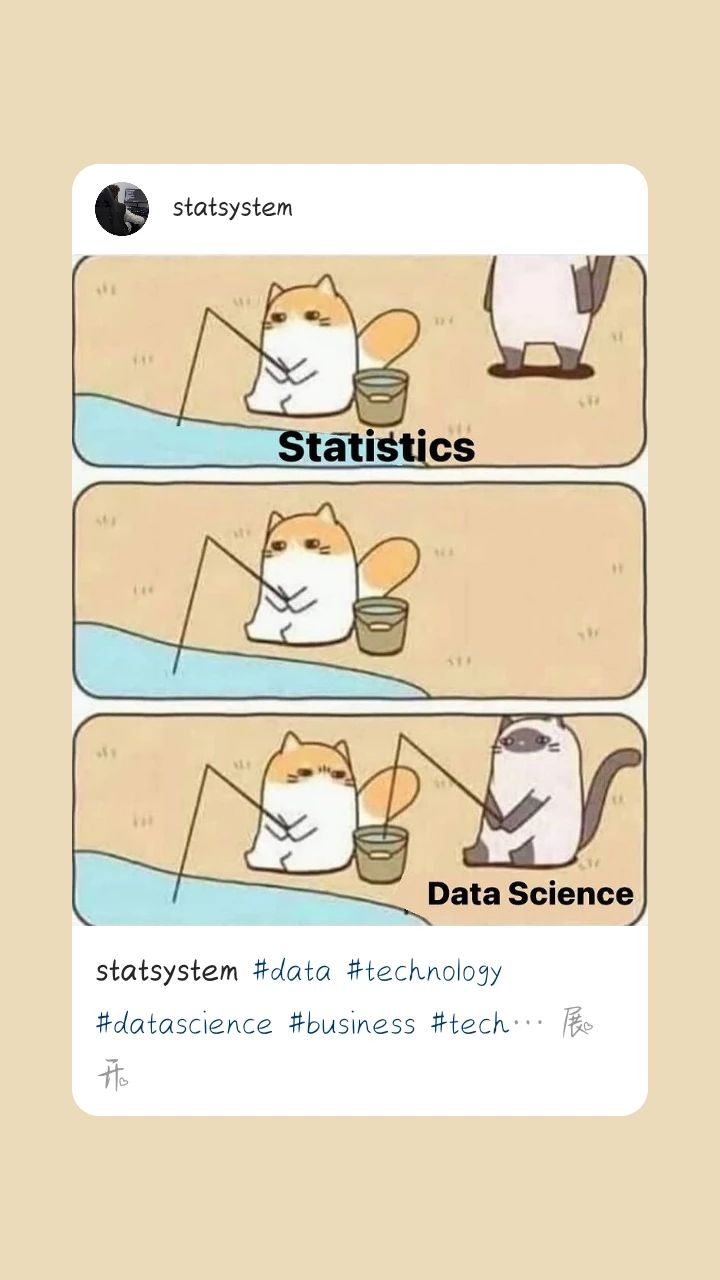 statsystem
Statistics
Data Science
statsystem #data #technology
#datascience #business #tech··· 展
开